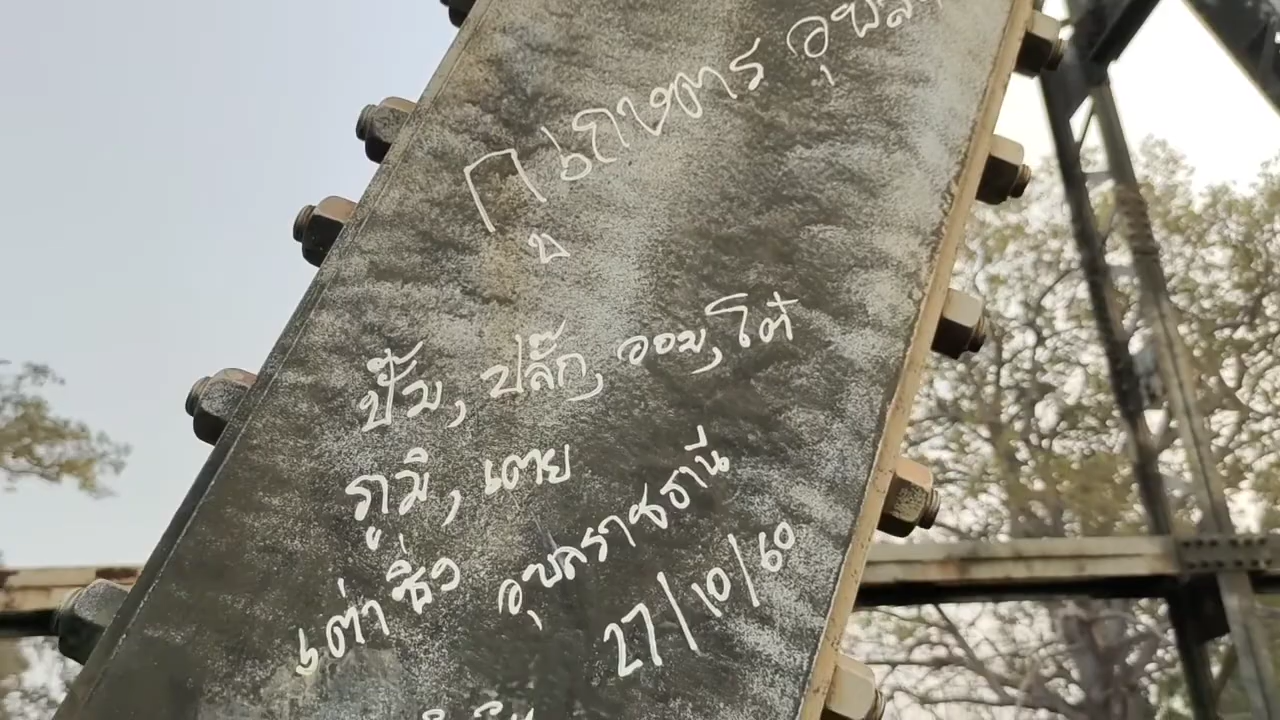 ปั๊ม, ปลั๊ก, ออม, โต้
ภูมิ, เตย
เต่าซิ่ง อุบลราชธานี
27/10/60